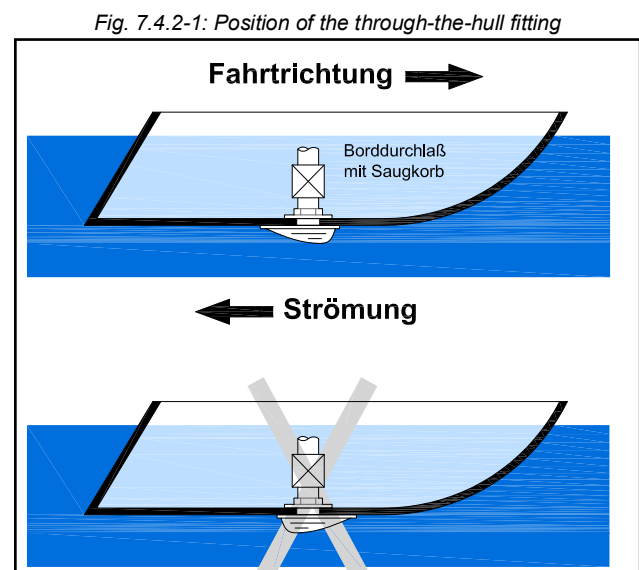 Fig. 7.4.2-1: Position of the through-the-hull fitting
Fahrtrichtung
Borddurchlaß
mit Saugkorb
Strömung